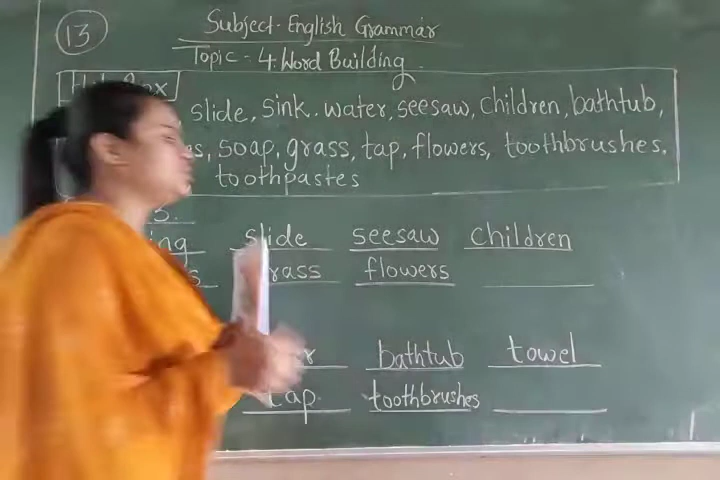 13
Subject - English Grammar
Topic - 4. Word Building
Box
slide, sink. water, seesaw, children, bathtub,
soap, grass, tap, flowers, toothbrushes.
toothpastes
slide seesaw children
flowers
bathtub towel
tap. toothbrushes